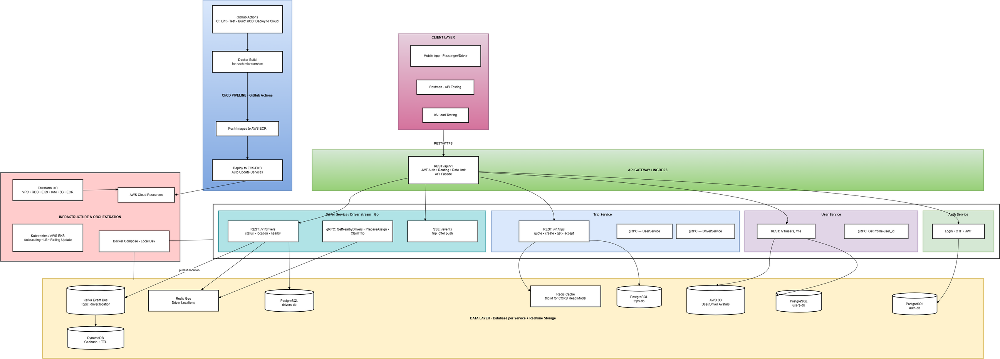 GitHub Actions
CI: Lint • Test • Build\ nCD: Deploy to Cloud
Docker Build
for each microservice
CI/CD PIPELINE - GitHub Actions
Push Images to AWS ECR
Deploy to ECS/EKS
Auto Update Services
CLIENT LAYER
Mobile App - Passenger/Driver
Postman - API Testing
k6 Load Testing
REST/HTTPS
REST /api/v1
JWT Auth • Routing • Rate limit
API Facade
API GATEWAY / INGRESS
Terraform IaC
VPC • RDS • EKS • IAM • S3 • ECR
AWS Cloud Resources
INFRASTRUCTURE & ORCHESTRATION
Kubernetes / AWS EKS
Autoscaling • LB • Rolling Update
Docker Compose - Local Dev
Driver Service / Driver-stream - Go
REST: /v1/drivers
status • location • nearby
gRPC: GetNearbyDrivers • PrepareAssign •
ClaimTrip
SSE: /events
trip_offer push
Trip Service
REST: /v1/trips
quote • create • get • accept
gRPC → UserService
gRPC → DriverService
User Service
REST: /v1/users, /me
gRPC: GetProfile-user_id
Auth Service
Login • OTP • JWT
publish location
Kafka Event Bus
Topic: driver.location
Redis Geo
Driver Locations
PostgreSQL
drivers-db
Redis Cache
trip:id for CQRS Read Model
PostgreSQL
trips-db
AWS S3
User/Driver Avatars
PostgreSQL
users-db
PostgreSQL
auth-db
DATA LAYER - Database per Service + Realtime Storage
DynamoDB
Geohash + TTL